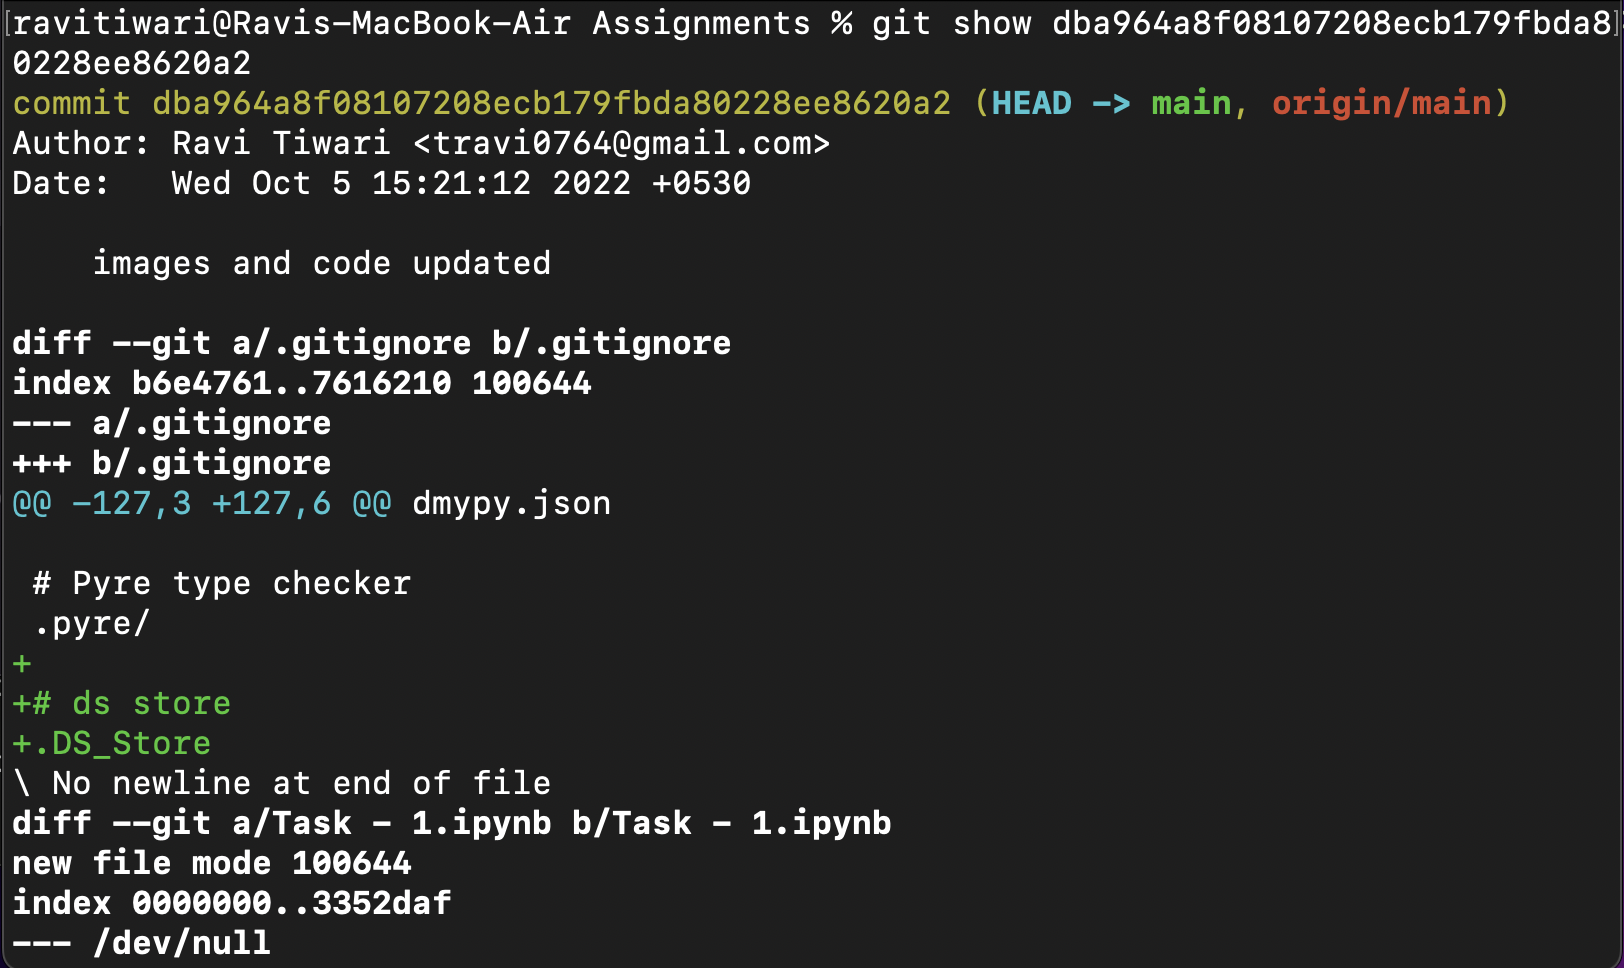 [ravitiwari@Ravis-MacBook-Air Assignments % git show dba964a8f08107208ecb179fbda8]
0228ee8620a2
commit dba964a8f08107208ecb179fbda80228ee8620a2 (HEAD -> main, origin/main)
Author: Ravi Tiwari <travi0764@gmail.com>
Date:   Wed Oct 5 15:21:12 2022 +0530

    images and code updated

diff --git a/.gitignore b/.gitignore
index b6e4761..7616210 100644
--- a/.gitignore
+++ b/.gitignore
@@ -127,3 +127,6 @@ dmypy.json

 # Pyre type checker
 .pyre/
+
+# ds store
+.DS_Store
\ No newline at end of file
diff --git a/Task - 1.ipynb b/Task - 1.ipynb
new file mode 100644
index 0000000..3352daf
--- /dev/null